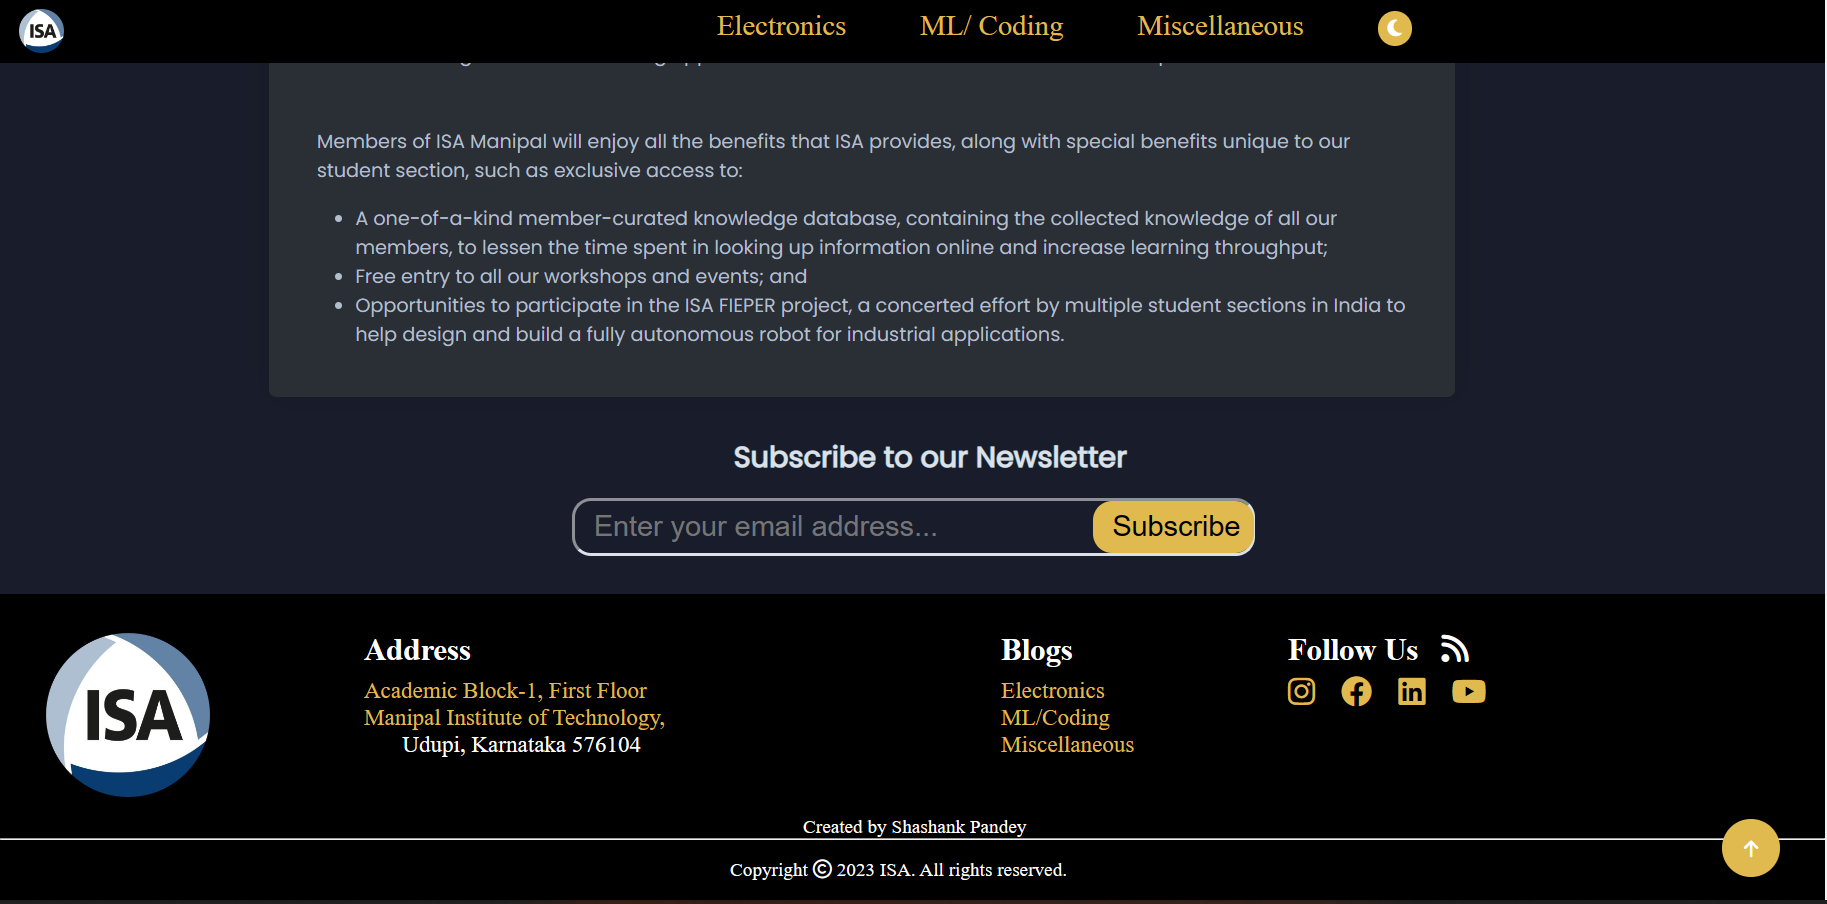 ISA
Electronics
ML/ Coding
Miscellaneous
Members of ISA Manipal will enjoy all the benefits that ISA provides, along with special benefits unique to our
student section, such as exclusive access to:
A one-of-a-kind member-curated knowledge database, containing the collected knowledge of all our
members, to lessen the time spent in looking up information online and increase learning throughput;
Free entry to all our workshops and events; and
Opportunities to participate in the ISA FIEPER project, a concerted effort by multiple student sections in India to
help design and build a fully autonomous robot for industrial applications.
Subscribe to our Newsletter
Enter your email address...
Subscribe
ISA
Address
Academic Block-1, First Floor
Manipal Institute of Technology,
Udupi, Karnataka 576104
Blogs
Electronics
ML/Coding
Miscellaneous
Follow Us
Created by Shashank Pandey
Copyright © 2023 ISA. All rights reserved.